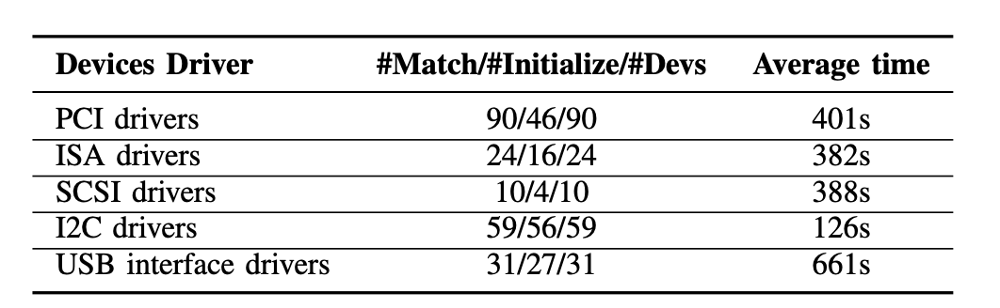 Devices Driver #Match/#Initialize/#Devs Average time
PCI drivers 90/46/90 401s
ISA drivers 24/16/24 382s
SCSI drivers 10/4/10 388s
I2C drivers 59/56/59 126s
USB interface drivers 31/27/31 661s